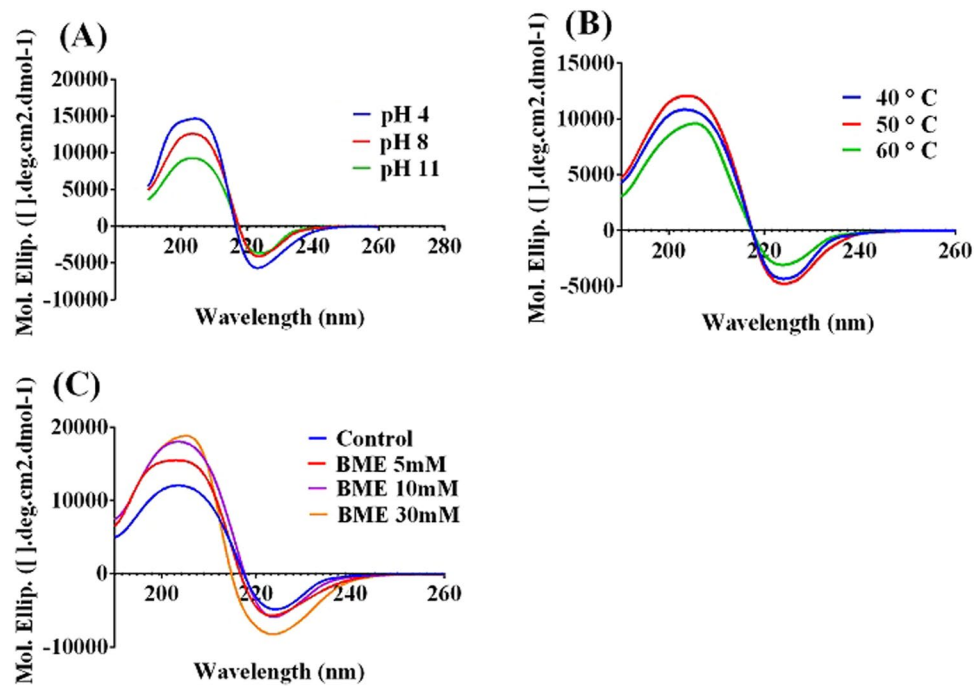 (A)
Mol. Ellip. ([ ].deg.cm2.dmol-1)
20000
15000
10000
5000
0
-5000
-10000
200
220
240
260
280
Wavelength (nm)
pH 4
pH 8
pH 11
(B)
Mol. Ellip. ([ ].deg.cm2.dmol-1)
15000
10000
5000
0
-5000
200
220
240
260
Wavelength (nm)
40 ° C
50 ° C
60 ° C
(C)
Mol. Ellip. ([ ].deg.cm2.dmol-1)
20000
10000
0
-10000
200
220
240
260
Wavelength (nm)
Control
BME 5mM
BME 10mM
BME 30mM